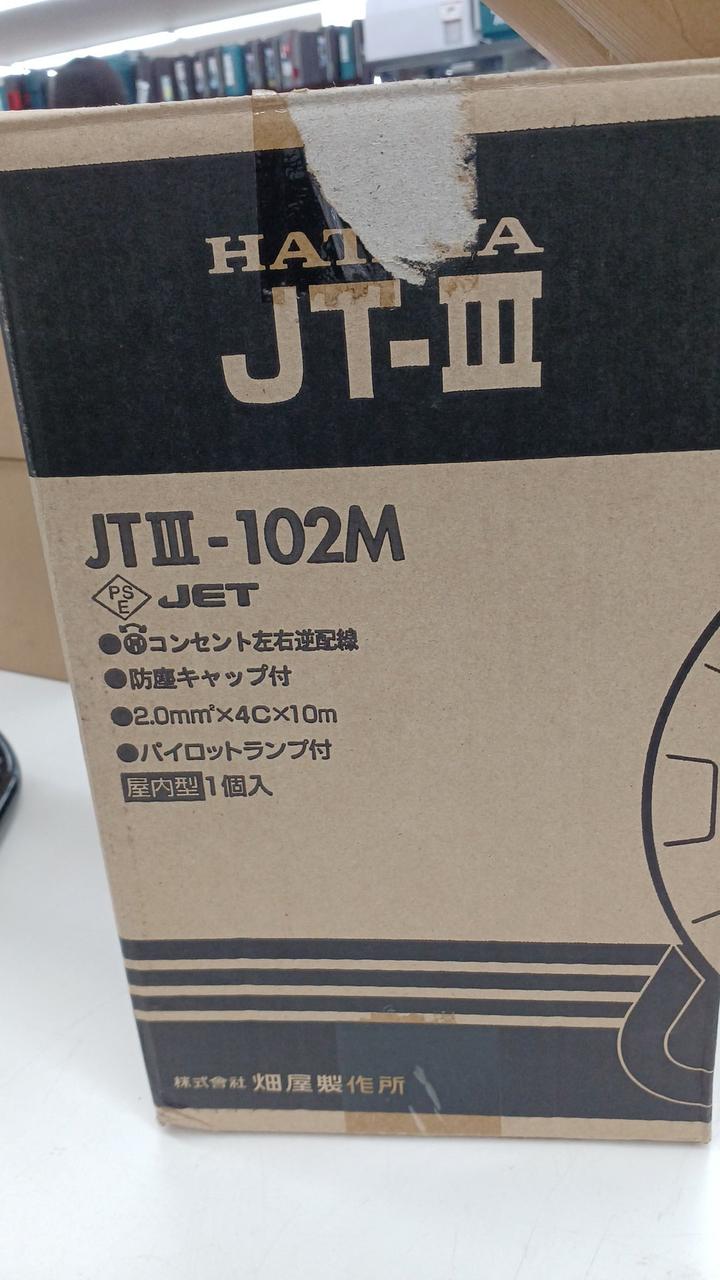 JT-III
JTIII-102M
PSE JET
●Hコンセント左右逆配線
●防塵キャップ付
●2.0mm²×4C×10m
●パイロットランプ付
屋内型1個入
株式會社 畑屋製作所